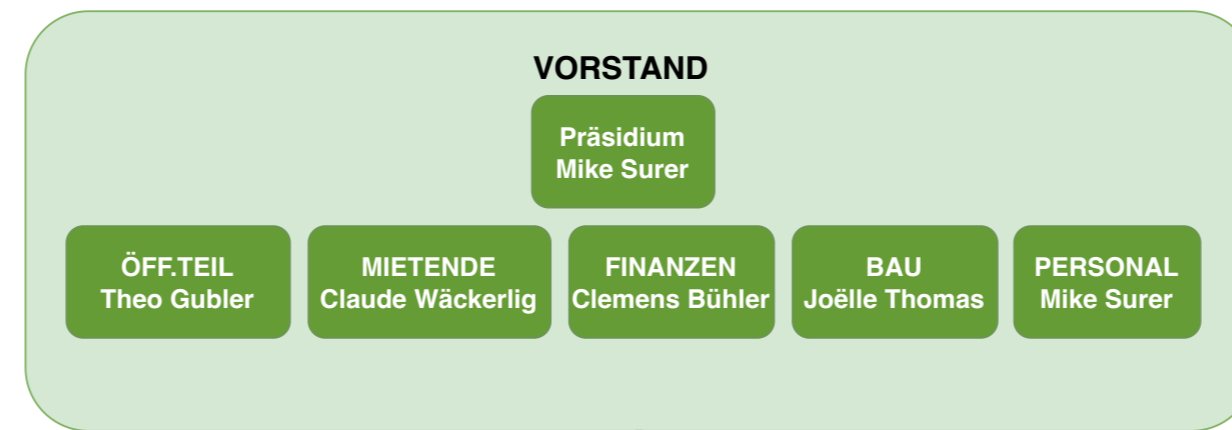 VORSTAND
Präsidium
Mike Surer
ÖFF.TEIL
Theo Gubler
MIETENDE
Claude Wäckerlig
FINANZEN
Clemens Bühler
BAU
Joëlle Thomas
PERSONAL
Mike Surer